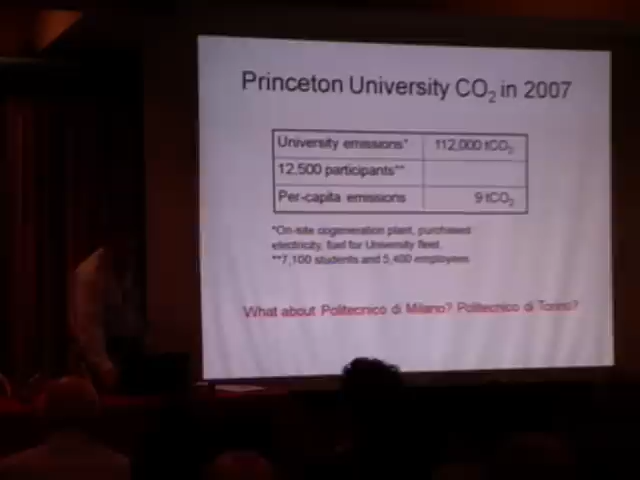 Princeton University CO₂ in 2007
University emissions* 112,000 tCO₂
12,500 participants**
Per-capita emissions 9 tCO₂
*On-site cogeneration plant, purchased
electricity, fuel for University fleet.
**7,100 students and 5,400 employees
What about Politecnico di Milano? Politecnico di Torino?